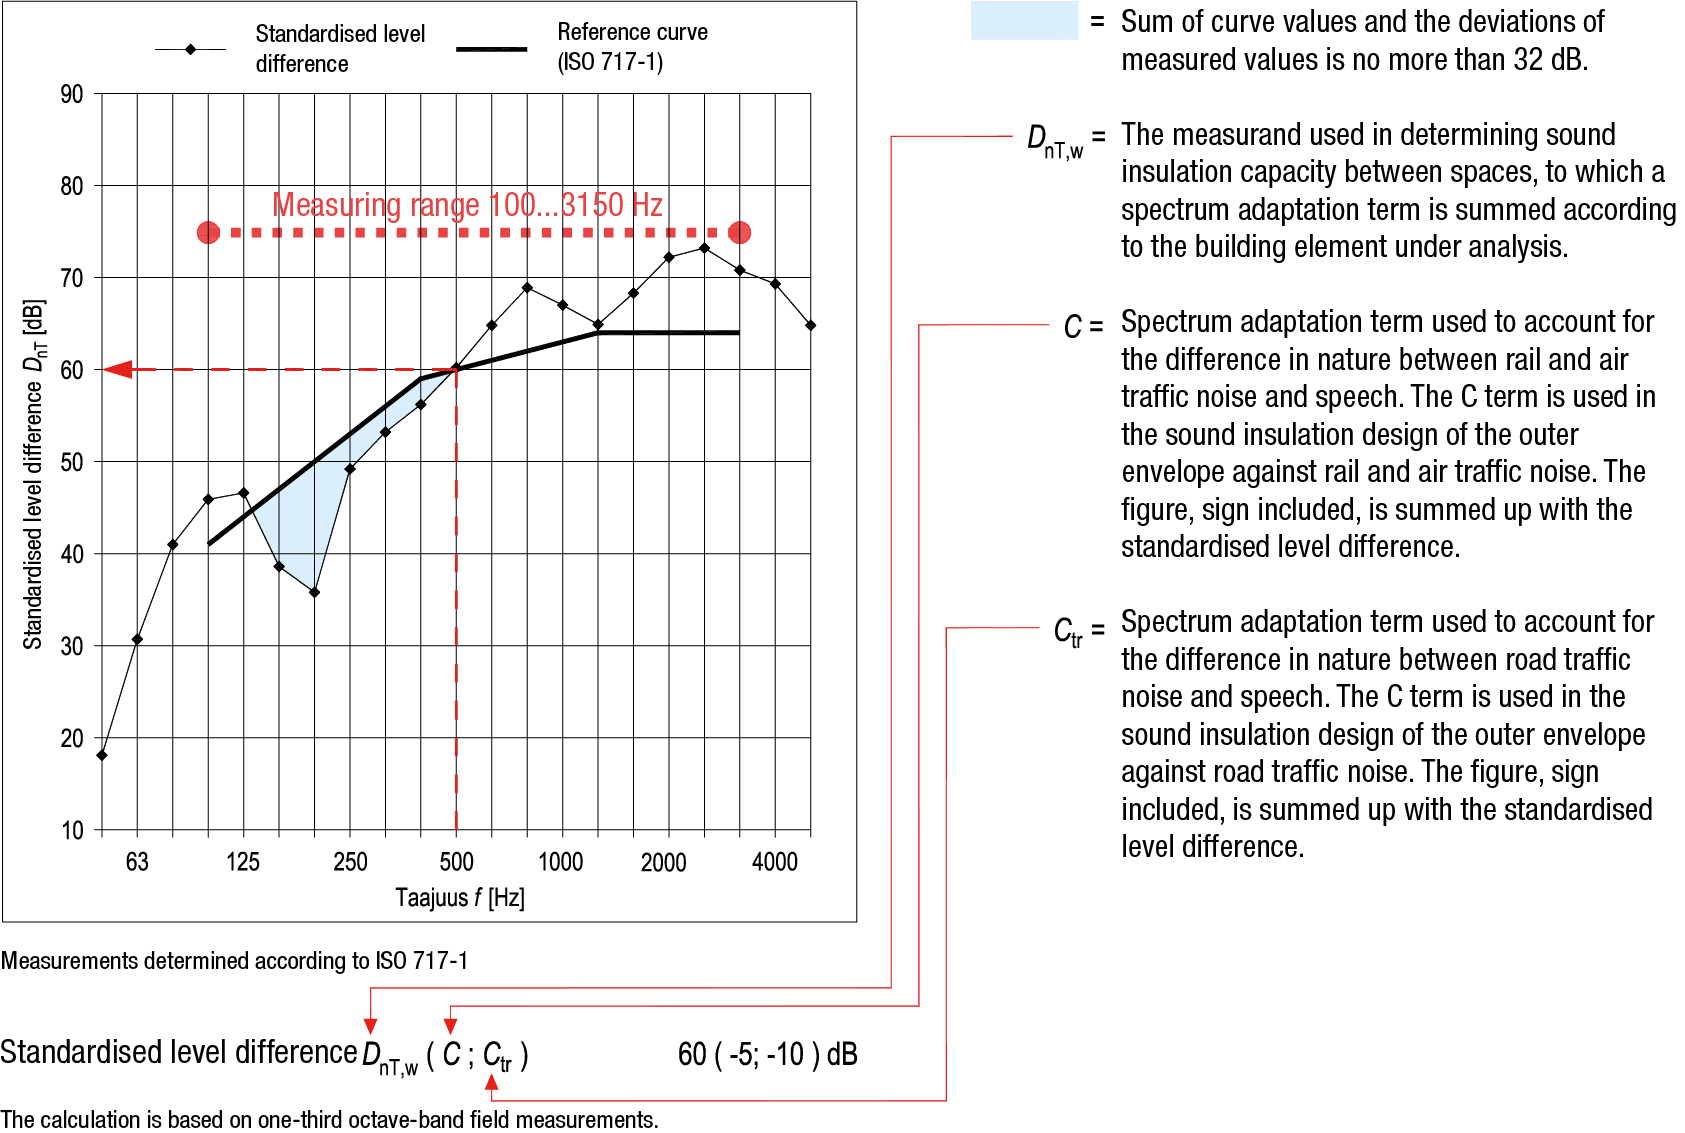 Standardised level
difference
Reference curve
(ISO 717-1)
90
80
70
60
50
40
30
20
10
Measuring range 100...3150 Hz
Standardised level difference DnT [dB]
63
125
250
500
1000
2000
4000
Taajuus f [Hz]
= Sum of curve values and the deviations of
measured values is no more than 32 dB.
DnT,w = The measurand used in determining sound
insulation capacity between spaces, to which a
spectrum adaptation term is summed according
to the building element under analysis.
C = Spectrum adaptation term used to account for
the difference in nature between rail and air
traffic noise and speech. The C term is used in
the sound insulation design of the outer
envelope against rail and air traffic noise. The
figure, sign included, is summed up with the
standardised level difference.
Ctr = Spectrum adaptation term used to account for
the difference in nature between road traffic
noise and speech. The C term is used in the
sound insulation design of the outer envelope
against road traffic noise. The figure, sign
included, is summed up with the standardised
level difference.
Measurements determined according to ISO 717-1
Standardised level difference DnT,w ( C ; Ctr ) 60 ( -5; -10 ) dB
The calculation is based on one-third octave-band field measurements.